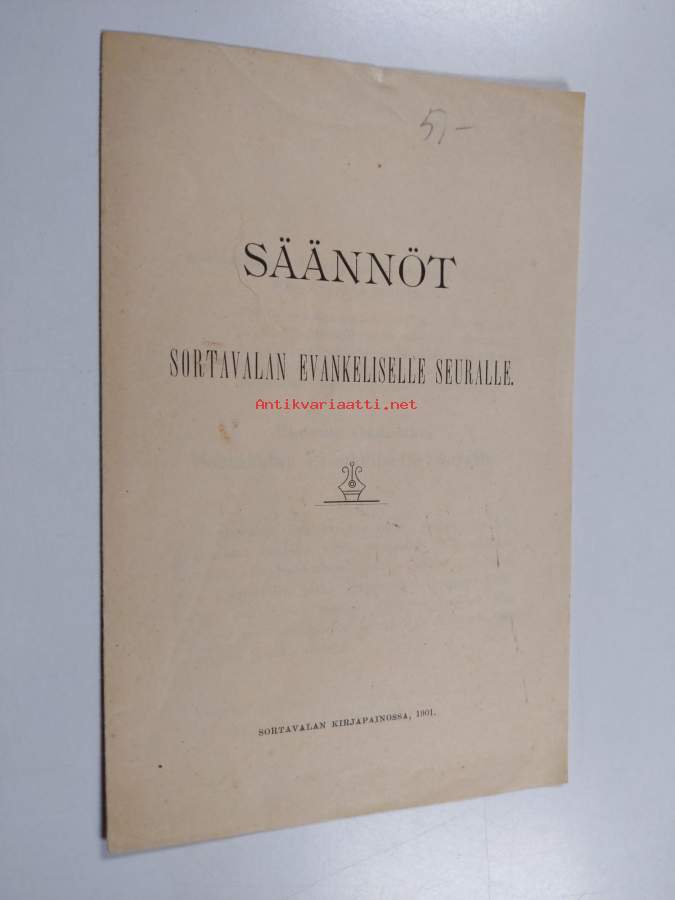 5,-
SÄÄNNÖT
SORTAVALAN EVANKELISELLE SEURALLE.
Antikvariaatti.net
SORTAVALAN KIRJAPAINOSSA, 1901.